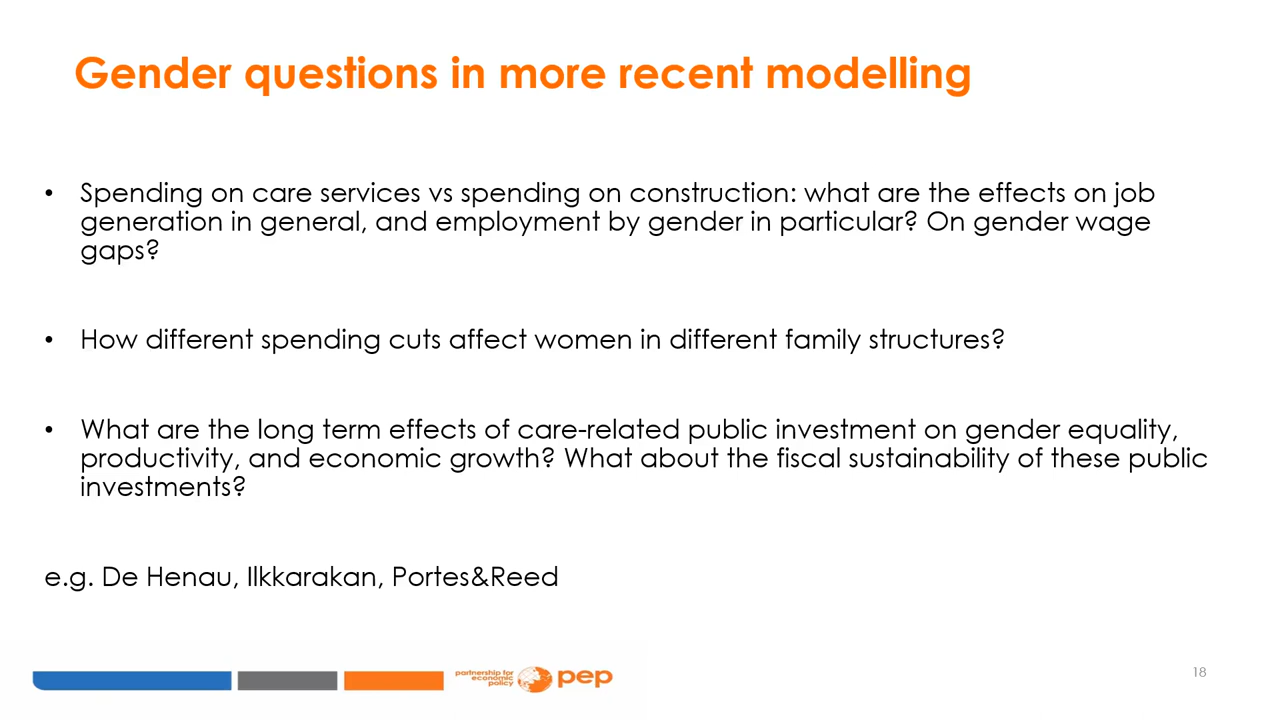 Gender questions in more recent modelling
• Spending on care services vs spending on construction: what are the effects on job
generation in general, and employment by gender in particular? On gender wage
gaps?
• How different spending cuts affect women in different family structures?
• What are the long term effects of care-related public investment on gender equality,
productivity, and economic growth? What about the fiscal sustainability of these public
investments?
e.g. De Henau, Ilkkarakan, Portes&Reed
partnership for
economic
policy
pep
18